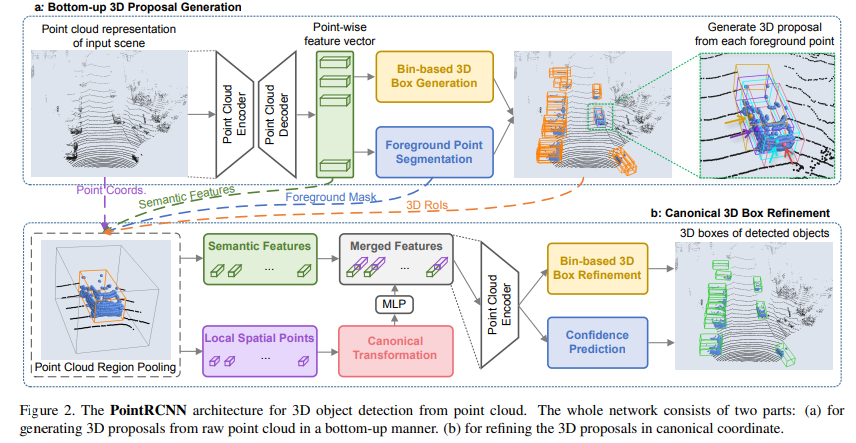 a: Bottom-up 3D Proposal Generation
Point cloud representation
of input scene
Point-wise
feature vector
Generate 3D proposal
from each foreground point
Point Cloud
Encoder
Point Cloud
Decoder
Bin-based 3D
Box Generation
Foreground Point
Segmentation
Point Coords.
Semantic Features
Foreground Mask
3D RoIs
b: Canonical 3D Box Refinement
Point Cloud Region Pooling
Semantic Features
...
Merged Features
...
MLP
Local Spatial Points
...
Canonical
Transformation
Point Cloud
Encoder
Bin-based 3D
Box Refinement
Confidence
Prediction
3D boxes of detected objects
Figure 2. The PointRCNN architecture for 3D object detection from point cloud. The whole network consists of two parts: (a) for
generating 3D proposals from raw point cloud in a bottom-up manner. (b) for refining the 3D proposals in canonical coordinate.